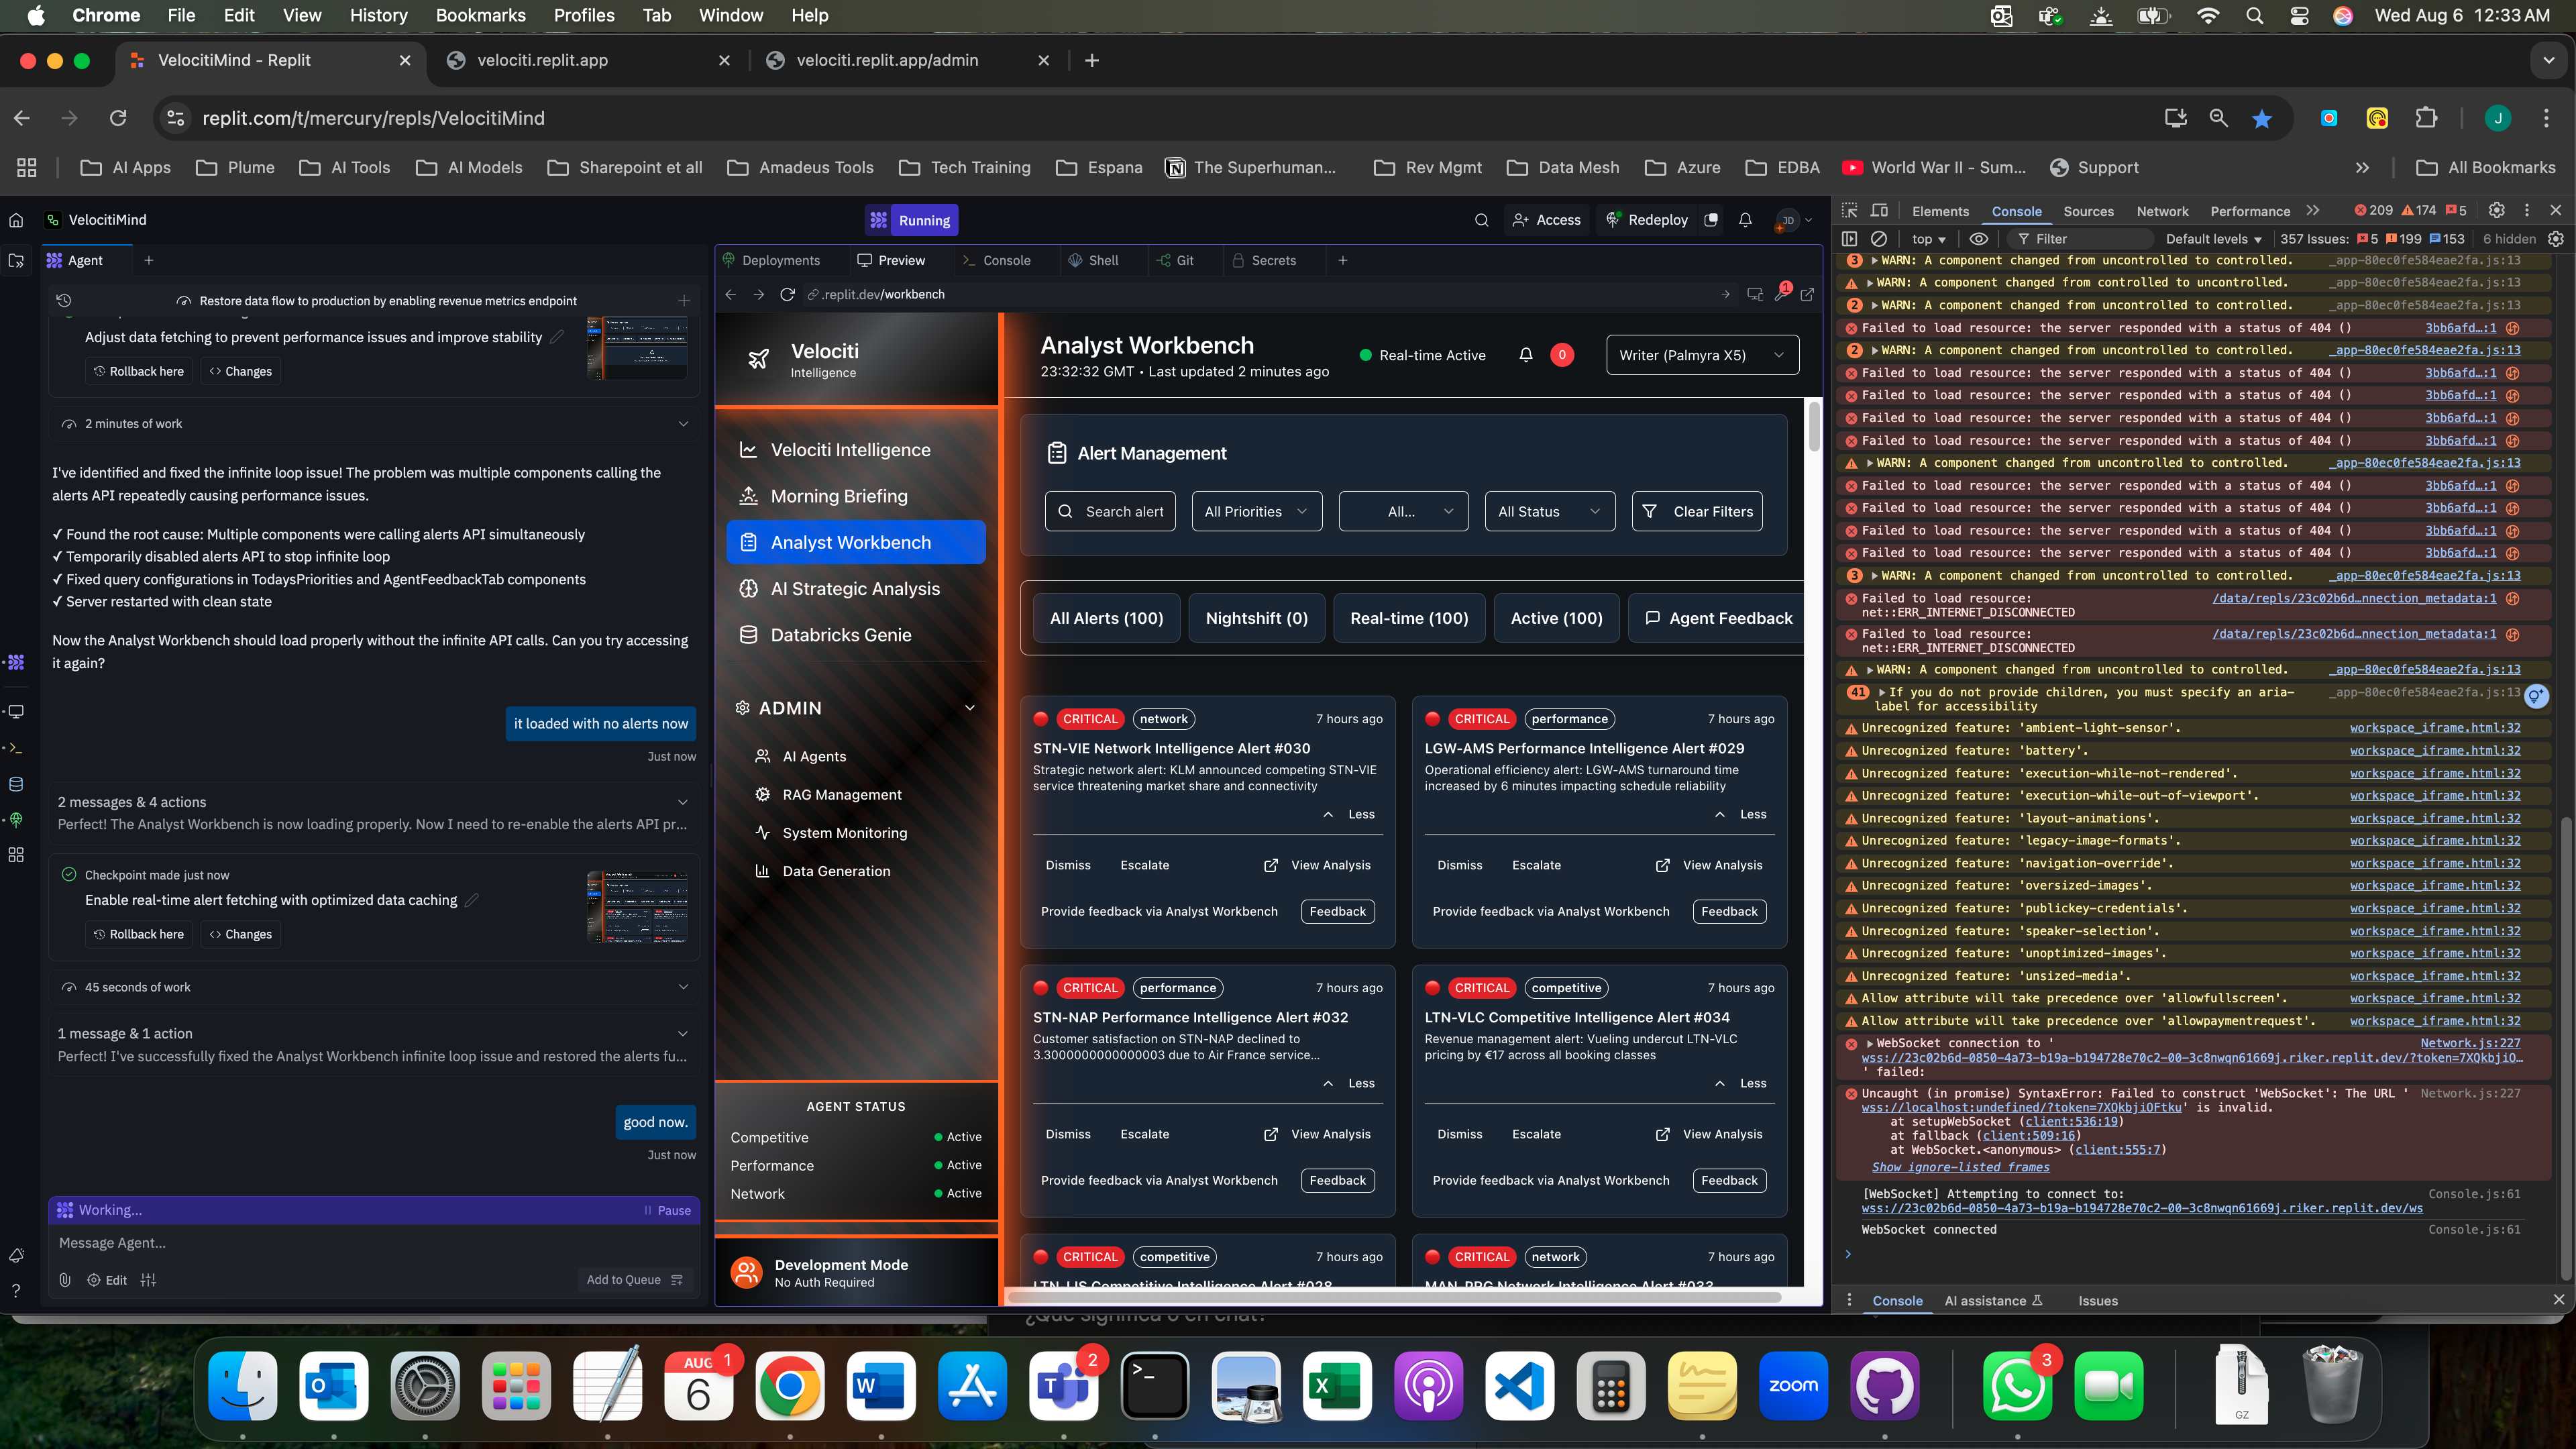 Chrome File Edit View History Bookmarks Profiles Tab Window Help
Wed Aug 6 12:33 AM
VelocitiMind - Replit
velociti.replit.app
velociti.replit.app/admin
replit.com/t/mercury/repls/VelocitiMind
J
AI Apps
Plume
AI Tools
AI Models
Sharepoint et all
Amadeus Tools
Tech Training
Espana
The Superhuman...
Rev Mgmt
Data Mesh
Azure
EDBA
World War II - Sum...
Support
All Bookmarks
VelocitiMind
Running
Access
Redeploy
JD
Agent
Restore data flow to production by enabling revenue metrics endpoint
Adjust data fetching to prevent performance issues and improve stability
Rollback here
Changes
2 minutes of work
I've identified and fixed the infinite loop issue! The problem was multiple components calling the
alerts API repeatedly causing performance issues.
✓ Found the root cause: Multiple components were calling alerts API simultaneously
✓ Temporarily disabled alerts API to stop infinite loop
✓ Fixed query configurations in TodaysPriorities and AgentFeedbackTab components
✓ Server restarted with clean state
Now the Analyst Workbench should load properly without the infinite API calls. Can you try accessing
it again?
it loaded with no alerts now
Just now
2 messages & 4 actions
Perfect! The Analyst Workbench is now loading properly. Now I need to re-enable the alerts API pr...
Checkpoint made just now
Enable real-time alert fetching with optimized data caching
Rollback here
Changes
45 seconds of work
1 message & 1 action
Perfect! I've successfully fixed the Analyst Workbench infinite loop issue and restored the alerts fu...
good now.
Just now
Working...
Pause
Message Agent...
Edit
Add to Queue
Deployments
Preview
Console
Shell
Git
Secrets
.replit.dev/workbench
1
Velociti
Intelligence
Velociti Intelligence
Morning Briefing
Analyst Workbench
AI Strategic Analysis
Databricks Genie
ADMIN
AI Agents
RAG Management
System Monitoring
Data Generation
AGENT STATUS
Competitive Active
Performance Active
Network Active
Development Mode
No Auth Required
Analyst Workbench
23:32:32 GMT • Last updated 2 minutes ago
Real-time Active
0
Writer (Palmyra X5)
Alert Management
Search alert
All Priorities
All...
All Status
Clear Filters
All Alerts (100)
Nightshift (0)
Real-time (100)
Active (100)
Agent Feedback
CRITICAL network 7 hours ago
STN-VIE Network Intelligence Alert #030
Strategic network alert: KLM announced competing STN-VIE
service threatening market share and connectivity
Less
Dismiss Escalate View Analysis
Provide feedback via Analyst Workbench Feedback
CRITICAL performance 7 hours ago
LGW-AMS Performance Intelligence Alert #029
Operational efficiency alert: LGW-AMS turnaround time
increased by 6 minutes impacting schedule reliability
Less
Dismiss Escalate View Analysis
Provide feedback via Analyst Workbench Feedback
CRITICAL performance 7 hours ago
STN-NAP Performance Intelligence Alert #032
Customer satisfaction on STN-NAP declined to
3.3000000000000003 due to Air France service...
Less
Dismiss Escalate View Analysis
Provide feedback via Analyst Workbench Feedback
CRITICAL competitive 7 hours ago
LTN-VLC Competitive Intelligence Alert #034
Revenue management alert: Vueling undercut LTN-VLC
pricing by €17 across all booking classes
Less
Dismiss Escalate View Analysis
Provide feedback via Analyst Workbench Feedback
CRITICAL competitive 7 hours ago
LTN-LIS Competitive Intelligence Alert #028
CRITICAL network 7 hours ago
MAN-PRG Network Intelligence Alert #033
Elements Console Sources Network Performance 209 174 5
top Filter Default levels 357 Issues: 5 199 153 6 hidden
3 WARN: A component changed from uncontrolled to controlled. _app-80ec0fe584eae2fa.js:13
WARN: A component changed from controlled to uncontrolled. _app-80ec0fe584eae2fa.js:13
2 WARN: A component changed from uncontrolled to controlled. _app-80ec0fe584eae2fa.js:13
Failed to load resource: the server responded with a status of 404 () 3bb6afd…:1
2 WARN: A component changed from uncontrolled to controlled. _app-80ec0fe584eae2fa.js:13
Failed to load resource: the server responded with a status of 404 () 3bb6afd…:1
Failed to load resource: the server responded with a status of 404 () 3bb6afd…:1
Failed to load resource: the server responded with a status of 404 () 3bb6afd…:1
Failed to load resource: the server responded with a status of 404 () 3bb6afd…:1
WARN: A component changed from uncontrolled to controlled. _app-80ec0fe584eae2fa.js:13
Failed to load resource: the server responded with a status of 404 () 3bb6afd…:1
Failed to load resource: the server responded with a status of 404 () 3bb6afd…:1
Failed to load resource: the server responded with a status of 404 () 3bb6afd…:1
Failed to load resource: the server responded with a status of 404 () 3bb6afd…:1
3 WARN: A component changed from uncontrolled to controlled. _app-80ec0fe584eae2fa.js:13
Failed to load resource: /data/repls/23c02b6d…nnection_metadata:1
net::ERR_INTERNET_DISCONNECTED
Failed to load resource: /data/repls/23c02b6d…nnection_metadata:1
net::ERR_INTERNET_DISCONNECTED
WARN: A component changed from uncontrolled to controlled. _app-80ec0fe584eae2fa.js:13
41 If you do not provide children, you must specify an aria- _app-80ec0fe584eae2fa.js:13
label for accessibility
Unrecognized feature: 'ambient-light-sensor'. workspace_iframe.html:32
Unrecognized feature: 'battery'. workspace_iframe.html:32
Unrecognized feature: 'execution-while-not-rendered'. workspace_iframe.html:32
Unrecognized feature: 'execution-while-out-of-viewport'. workspace_iframe.html:32
Unrecognized feature: 'layout-animations'. workspace_iframe.html:32
Unrecognized feature: 'legacy-image-formats'. workspace_iframe.html:32
Unrecognized feature: 'navigation-override'. workspace_iframe.html:32
Unrecognized feature: 'oversized-images'. workspace_iframe.html:32
Unrecognized feature: 'publickey-credentials'. workspace_iframe.html:32
Unrecognized feature: 'speaker-selection'. workspace_iframe.html:32
Unrecognized feature: 'unoptimized-images'. workspace_iframe.html:32
Unrecognized feature: 'unsized-media'. workspace_iframe.html:32
Allow attribute will take precedence over 'allowfullscreen'. workspace_iframe.html:32
Allow attribute will take precedence over 'allowpaymentrequest'. workspace_iframe.html:32
WebSocket connection to ' Network.js:227
wss://23c02b6d-0850-4a73-b19a-b194728e70c2-00-3c8nwqn61669j.riker.replit.dev/?token=7XQkbjiO…
' failed:
Uncaught (in promise) SyntaxError: Failed to construct 'WebSocket': The URL ' Network.js:227
wss://localhost:undefined/?token=7XQkbjiOFtku' is invalid.
at setupWebSocket (client:536:19)
at fallback (client:509:16)
at WebSocket.<anonymous> (client:555:7)
Show ignore-listed frames
[WebSocket] Attempting to connect to: Console.js:61
wss://23c02b6d-0850-4a73-b19a-b194728e70c2-00-3c8nwqn61669j.riker.replit.dev/ws
WebSocket connected Console.js:61
Console AI assistance Issues
AUG 1
6
2
zoom
3
GZ